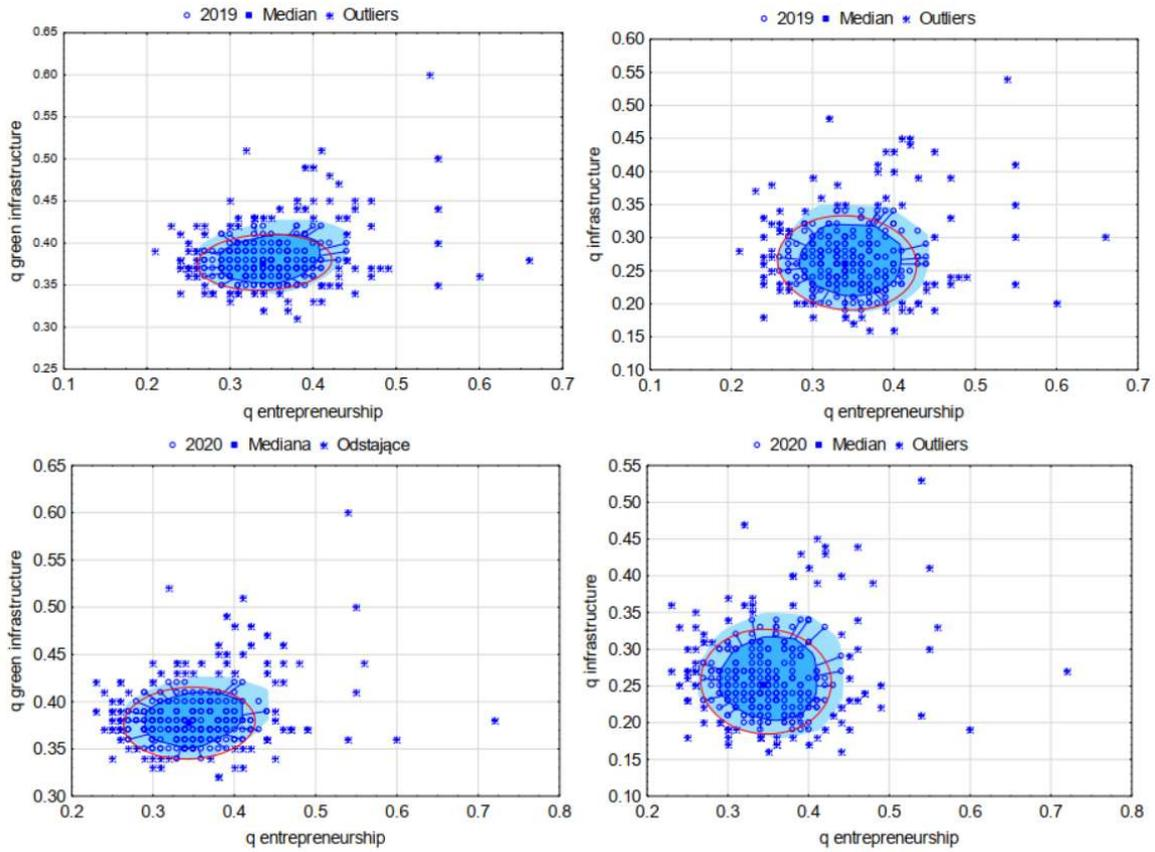 2019 Median Outliers
q green infrastructure
0.65
0.60
0.55
0.50
0.45
0.40
0.35
0.30
0.25
0.1 0.2 0.3 0.4 0.5 0.6 0.7
q entrepreneurship
2019 Median Outliers
q infrastructure
0.60
0.55
0.50
0.45
0.40
0.35
0.30
0.25
0.20
0.15
0.10
0.1 0.2 0.3 0.4 0.5 0.6 0.7
q entrepreneurship
2020 Mediana Odstające
q green infrastructure
0.65
0.60
0.55
0.50
0.45
0.40
0.35
0.30
0.2 0.3 0.4 0.5 0.6 0.7 0.8
q entrepreneurship
2020 Median Outliers
q infrastructure
0.55
0.50
0.45
0.40
0.35
0.30
0.25
0.20
0.15
0.10
0.2 0.3 0.4 0.5 0.6 0.7 0.8
q entrepreneurship